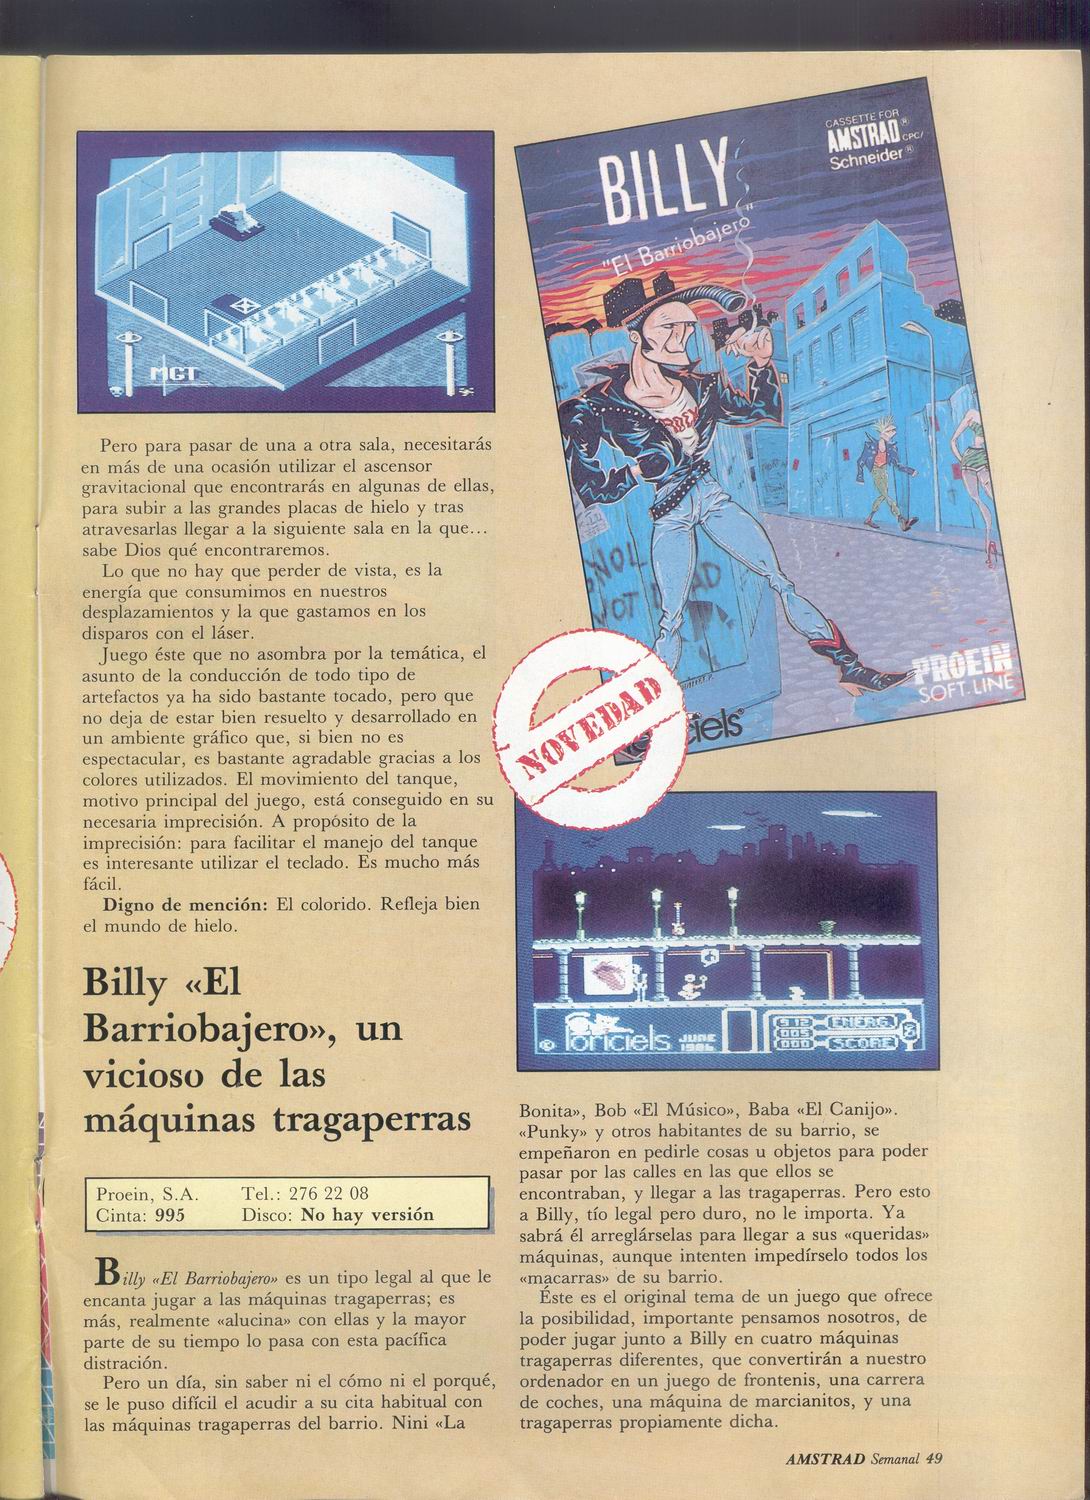 MGT
Pero para pasar de una a otra sala, necesitarás
en más de una ocasión utilizar el ascensor
gravitacional que encontrarás en algunas de ellas,
para subir a las grandes placas de hielo y tras
atravesarlas llegar a la siguiente sala en la que...
sabe Dios qué encontraremos.
Lo que no hay que perder de vista, es la
energía que consumimos en nuestros
desplazamientos y la que gastamos en los
disparos con el láser.
Juego éste que no asombra por la temática, el
asunto de la conducción de todo tipo de
artefactos ya ha sido bastante tocado, pero que
no deja de estar bien resuelto y desarrollado en
un ambiente gráfico que, si bien no es
espectacular, es bastante agradable gracias a los
colores utilizados. El movimiento del tanque,
motivo principal del juego, está conseguido en su
necesaria imprecisión. A propósito de la
imprecisión: para facilitar el manejo del tanque
es interesante utilizar el teclado. Es mucho más
fácil.
Digno de mención: El colorido. Refleja bien
el mundo de hielo.
Billy «El
Barriobajero», un
vicioso de las
máquinas tragaperras
Proein, S.A. Tel.: 276 22 08
Cinta: 995 Disco: No hay versión
Billy «El Barriobajero» es un tipo legal al que le
encanta jugar a las máquinas tragaperras; es
más, realmente «alucina» con ellas y la mayor
parte de su tiempo lo pasa con esta pacífica
distración.
Pero un día, sin saber ni el cómo ni el porqué,
se le puso difícil el acudir a su cita habitual con
las máquinas tragaperras del barrio. Nini «La
CASSETTE FOR
AMSTRAD® CPC/
Schneider®
BILLY
"El Barriobajero"
ROCK
NOT
DEAD
PROEIN
SOFT. LINE
ciels®
NOVEDAD
© loriciels JUNE
1986
912 ENERGY
005
000 SCORE
Bonita», Bob «El Músico», Baba «El Canijo».
«Punky» y otros habitantes de su barrio, se
empeñaron en pedirle cosas u objetos para poder
pasar por las calles en las que ellos se
encontraban, y llegar a las tragaperras. Pero esto
a Billy, tío legal pero duro, no le importa. Ya
sabrá él arreglárselas para llegar a sus «queridas»
máquinas, aunque intenten impedírselo todos los
«macarras» de su barrio.
Éste es el original tema de un juego que ofrece
la posibilidad, importante pensamos nosotros, de
poder jugar junto a Billy en cuatro máquinas
tragaperras diferentes, que convertirán a nuestro
ordenador en un juego de frontenis, una carrera
de coches, una máquina de marcianitos, y una
tragaperras propiamente dicha.
AMSTRAD Semanal 49